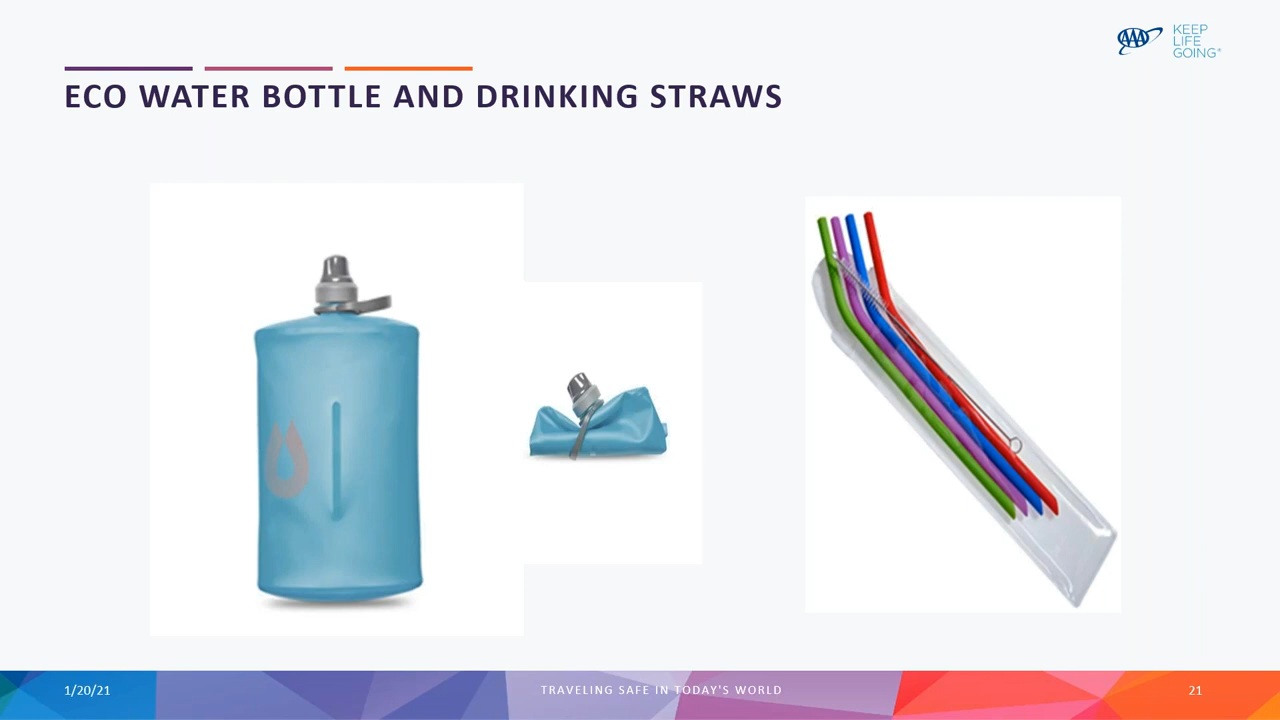 AAA
KEEP
LIFE
GOING®
ECO WATER BOTTLE AND DRINKING STRAWS
1/20/21
TRAVELING SAFE IN TODAY'S WORLD
21